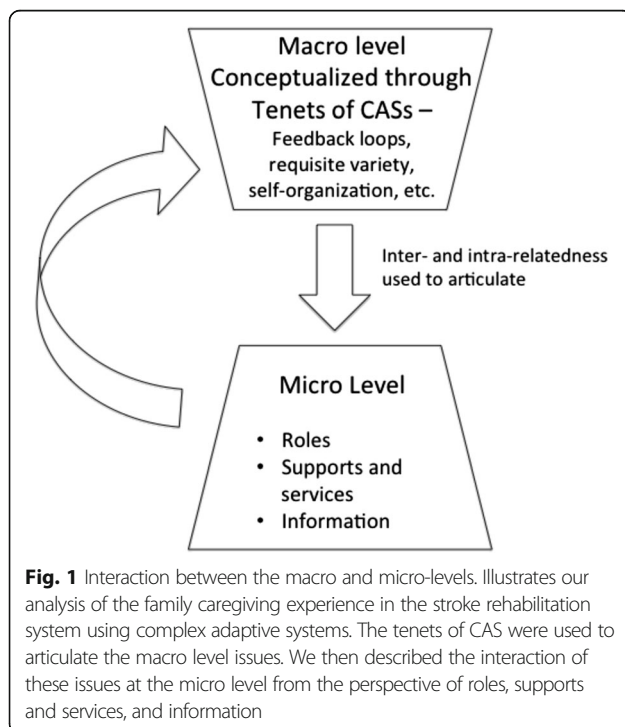 Macro level
Conceptualized through
Tenets of CASs –
Feedback loops,
requisite variety,
self-organization, etc.
Inter- and intra-relatedness
used to articulate
Micro Level
• Roles
• Supports and
services
• Information
Fig. 1 Interaction between the macro and micro-levels. Illustrates our
analysis of the family caregiving experience in the stroke rehabilitation
system using complex adaptive systems. The tenets of CAS were used to
articulate the macro level issues. We then described the interaction of
these issues at the micro level from the perspective of roles, supports
and services, and information